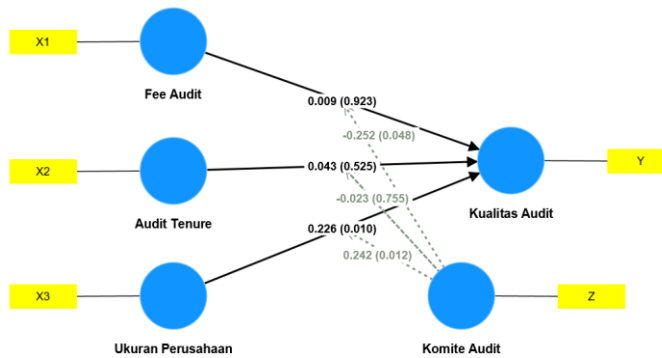 X1
Fee Audit
0.009 (0.923)
-0.252 (0.048)
X2
Audit Tenure
0.043 (0.525)
Kualitas Audit
Y
-0.023 (0.755)
0.226 (0.010)
0.242 (0.012)
X3
Ukuran Perusahaan
Komite Audit
Z